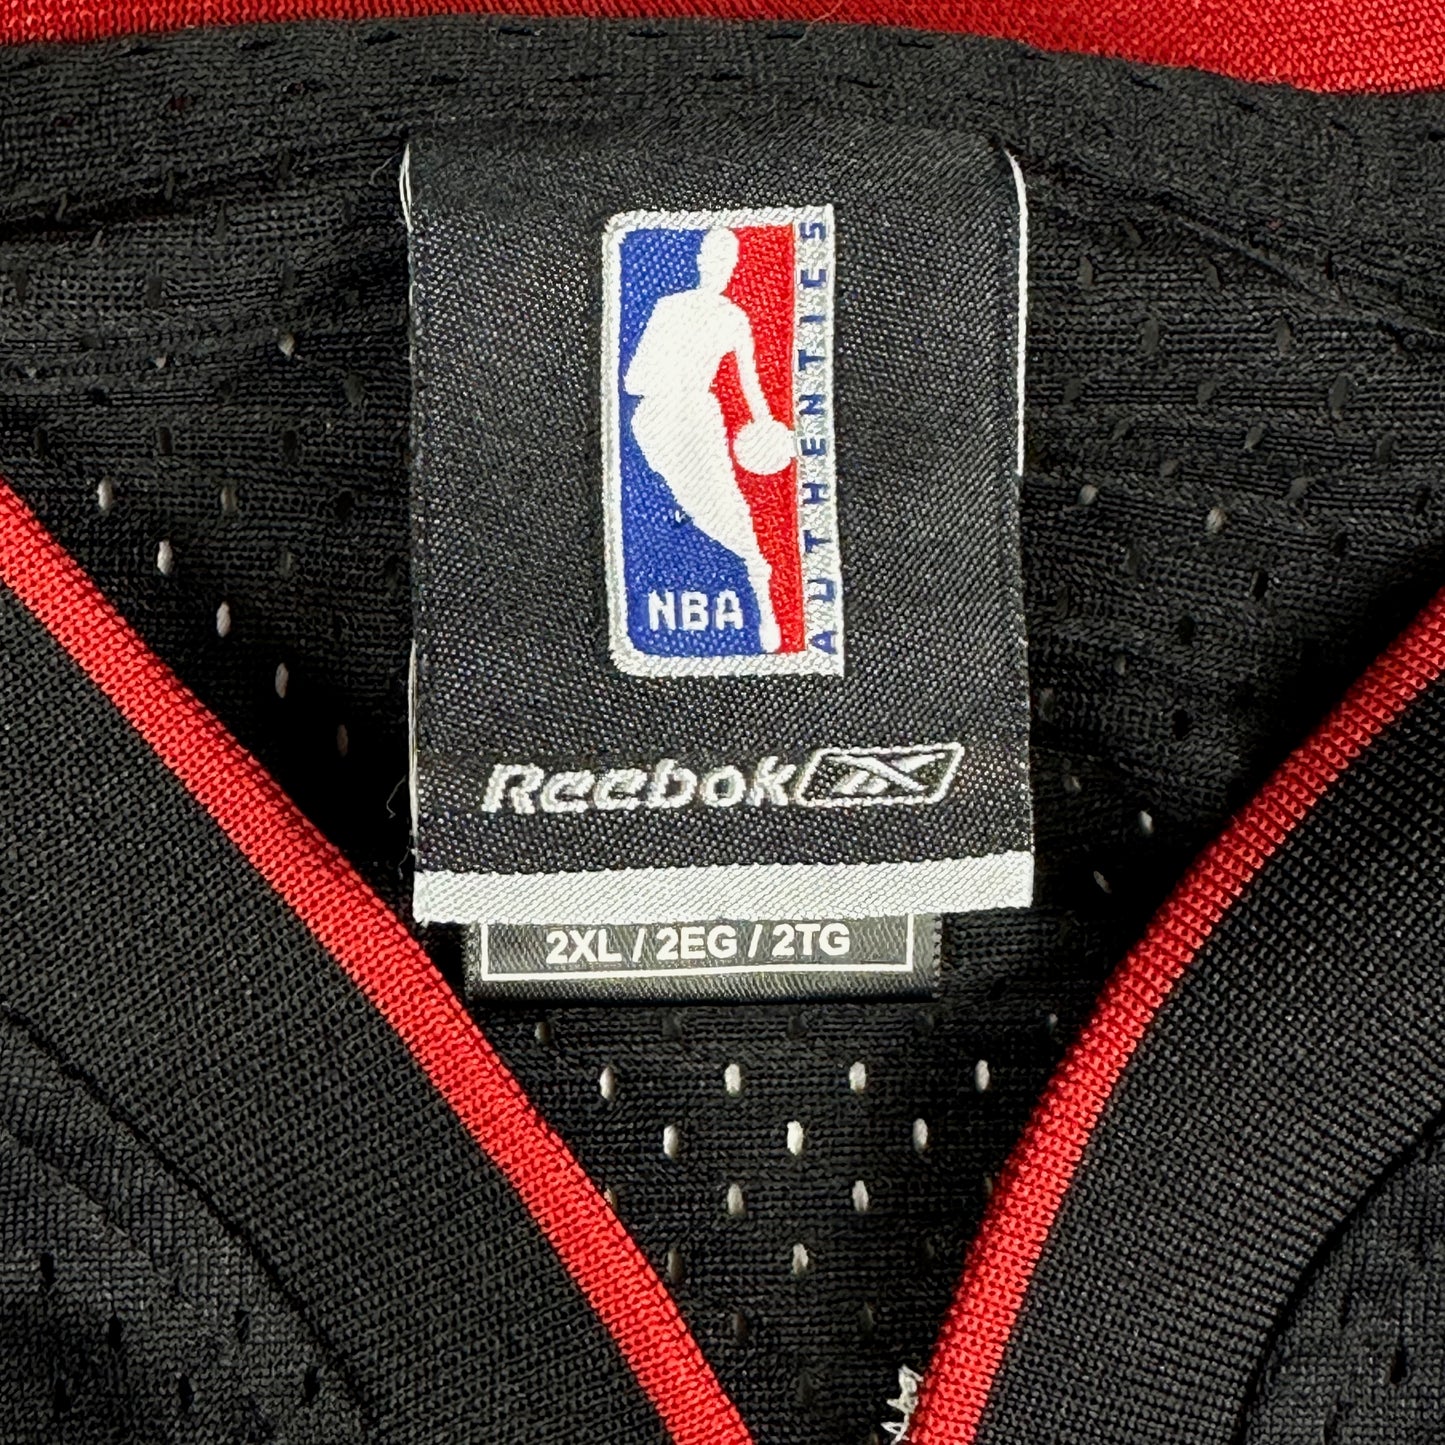 NBA
AUTHENTICS
Reebok
2XL / 2EG / 2TG